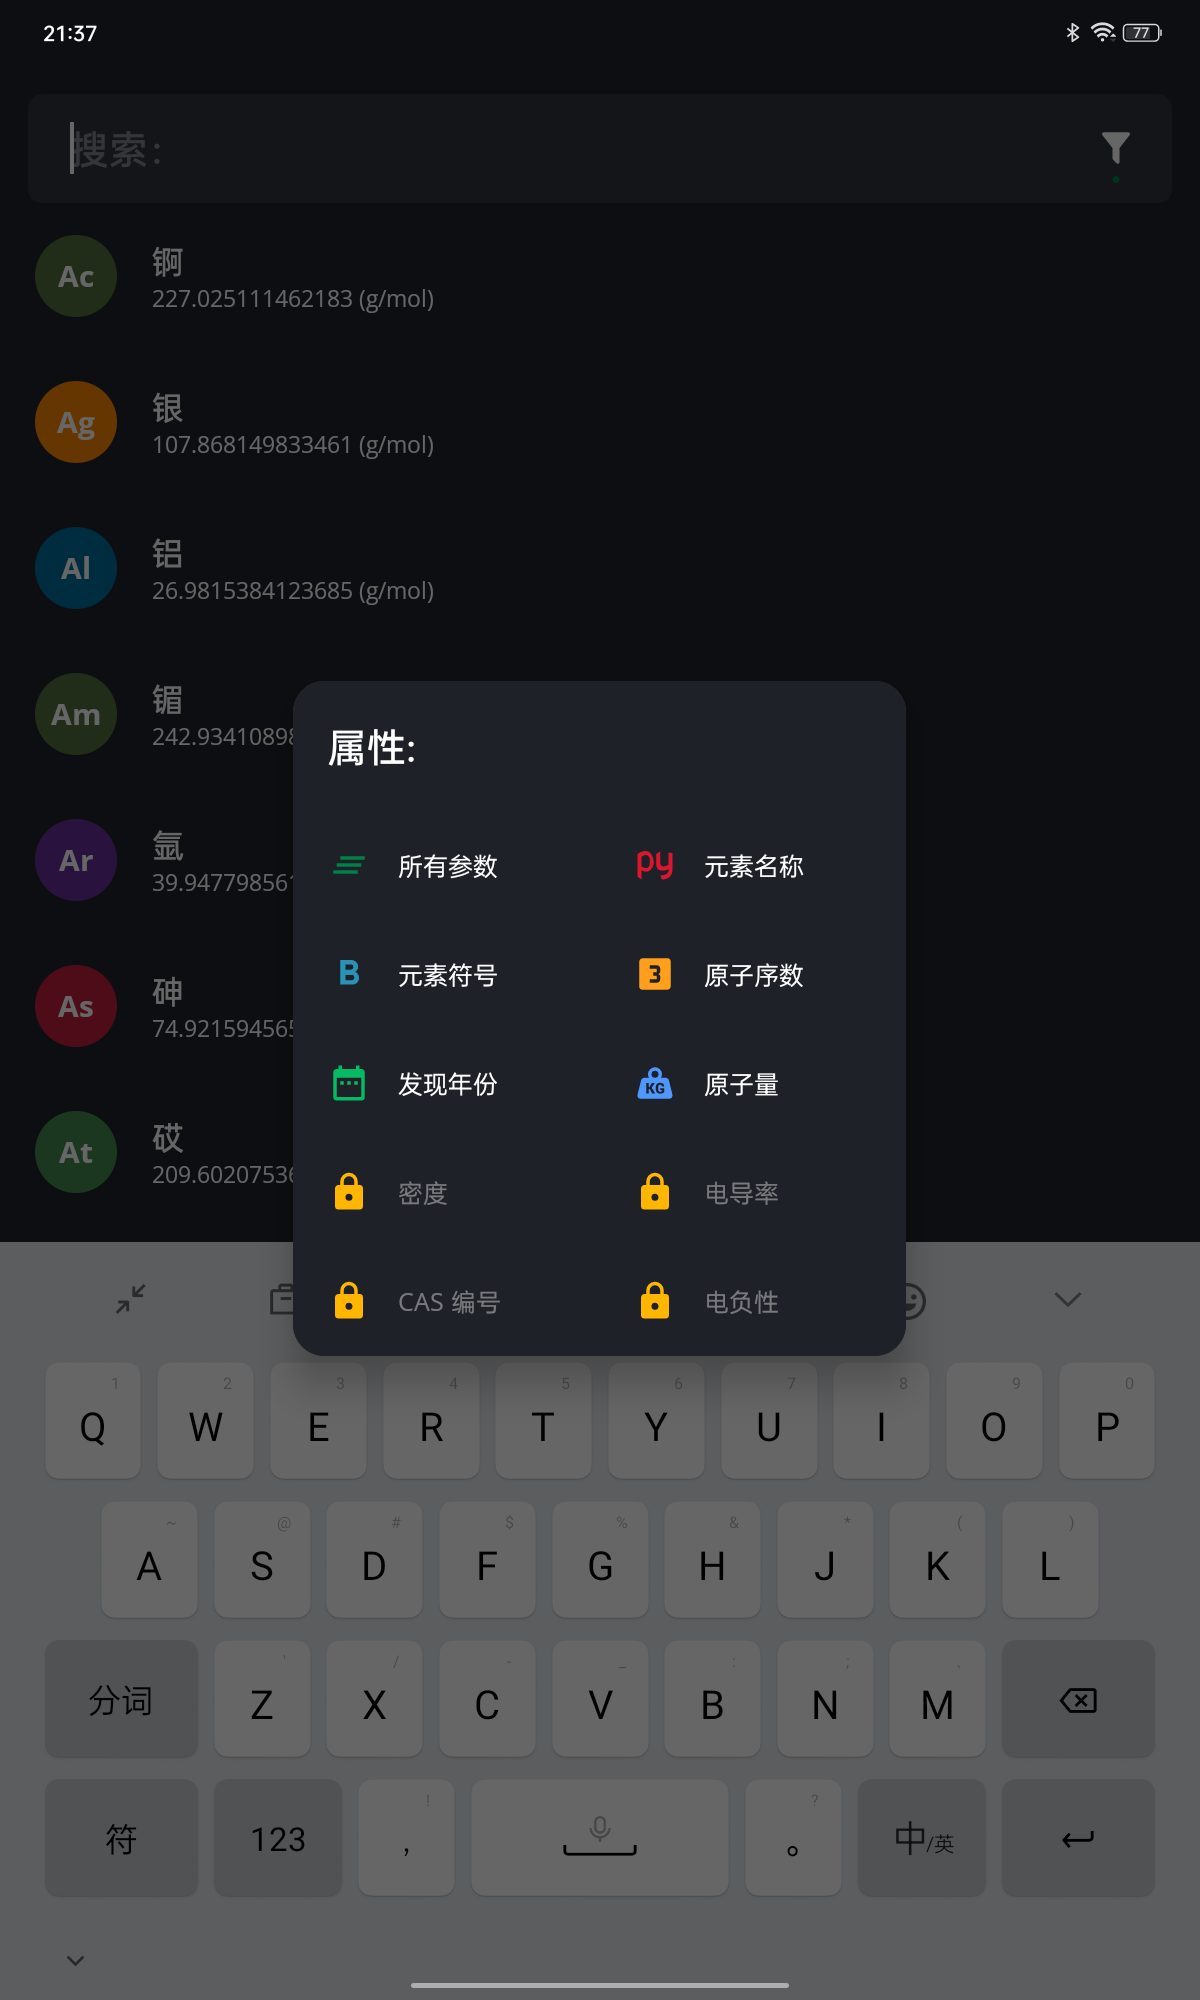 21:37
77
搜索：
Ac
锕
227.025111462183 (g/mol)
Ag
银
107.868149833461 (g/mol)
Al
铝
26.9815384123685 (g/mol)
Am
镅
242.93410898
Ar
氩
39.94779856
As
砷
74.92159456
At
砹
209.6020753
属性:
所有参数
py 元素名称
B 元素符号
3 原子序数
发现年份
KG 原子量
密度
电导率
CAS 编号
电负性
1 2 3 4 5 6 7 8 9 0
Q W E R T Y U I O P
~ @ # $ % & * ( )
A S D F G H J K L
' / - _ : ; 、
分词 Z X C V B N M
! ?
符 123 , 。 中/英